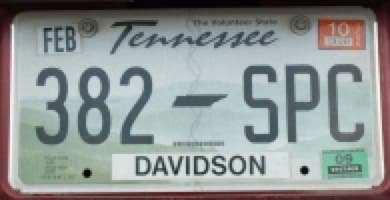 The Volunteer State
FEB Tennessee 10
382-SPC
DAVIDSON 09